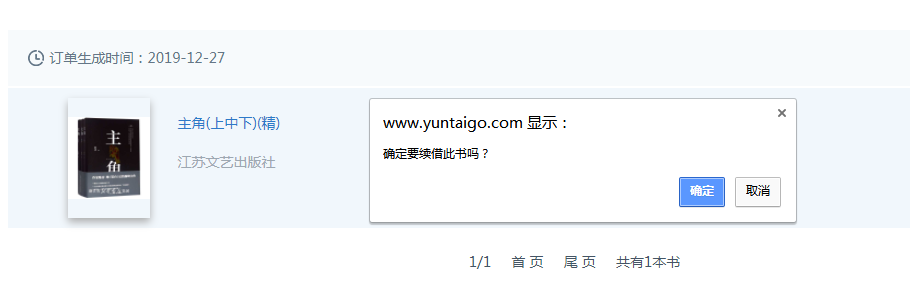 订单生成时间：2019-12-27
主
角
主角(上中下)(精)
江苏文艺出版社
www.yuntaigo.com 显示：
确定要续借此书吗？
确定 取消
1/1 首 页 尾 页 共有1本书